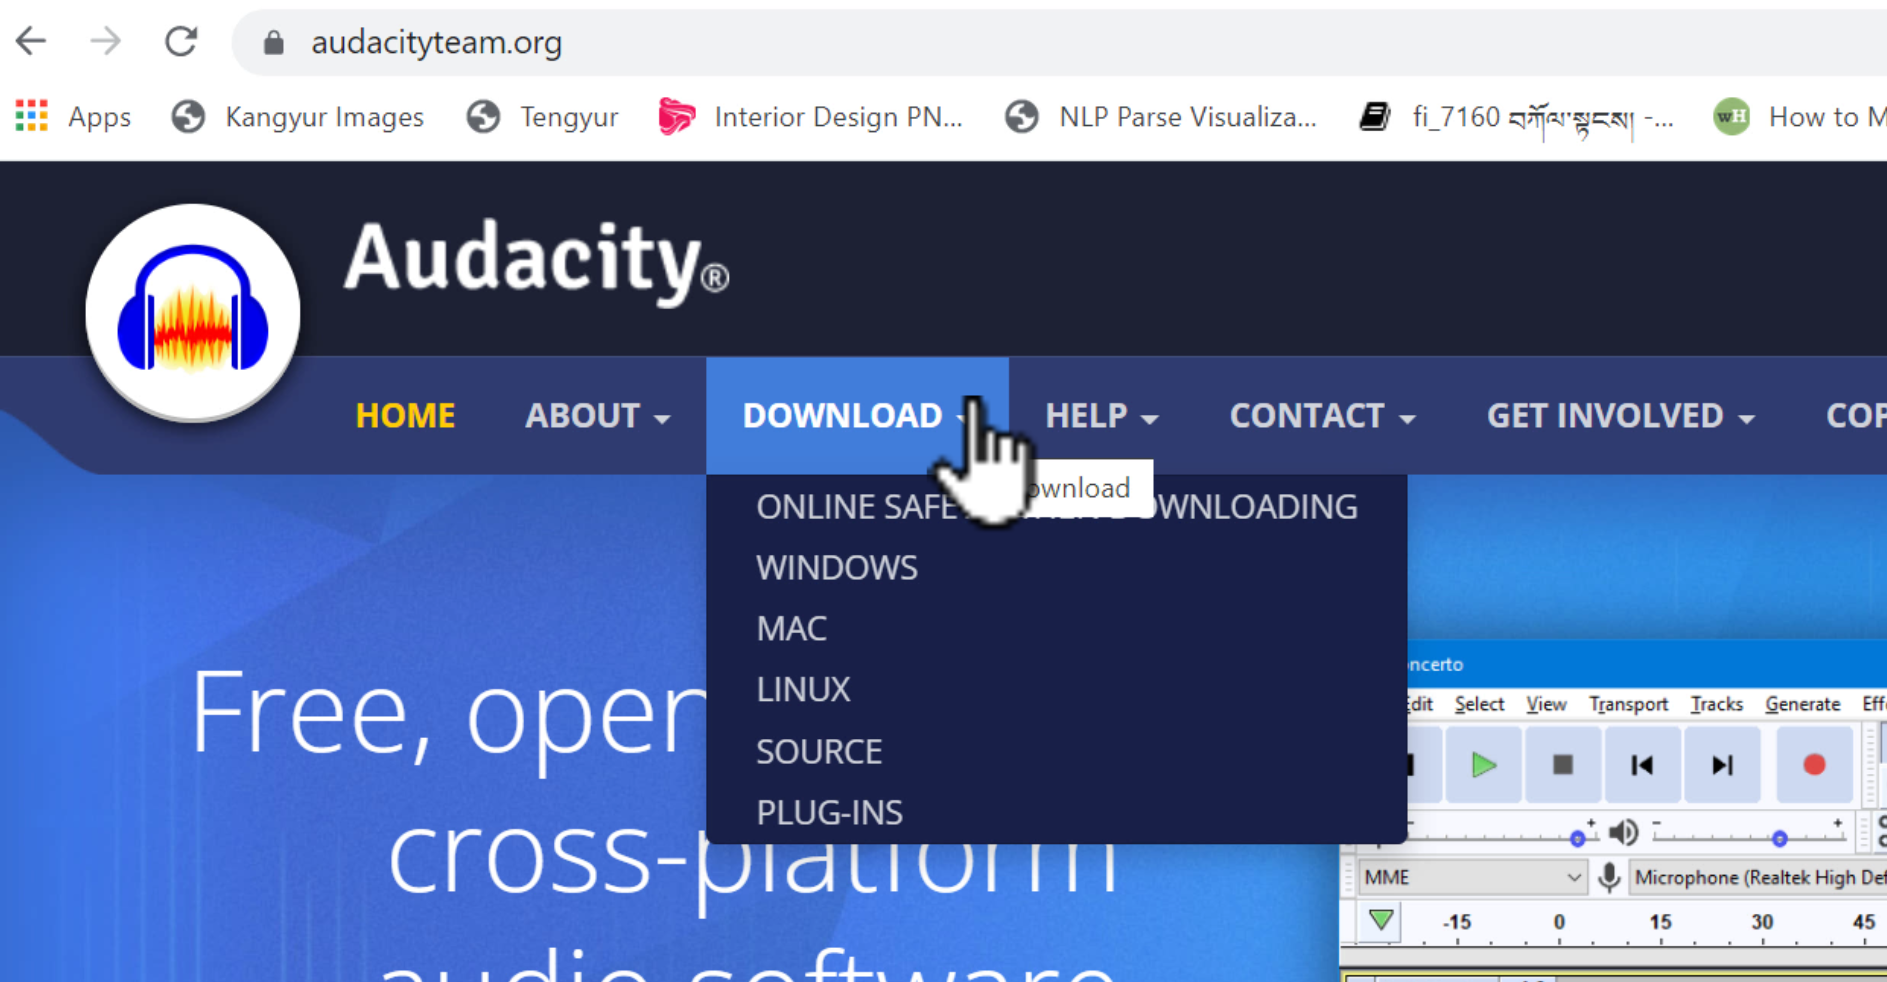 audacityteam.org
Apps Kangyur Images Tengyur Interior Design PN... NLP Parse Visualiza... fi_7160 བཀོལ་སྟངས། -... wH How to M
Audacity®
HOME ABOUT DOWNLOAD HELP CONTACT GET INVOLVED COP
ownload
ONLINE SAFE OWNLOADING
WINDOWS
MAC
LINUX
SOURCE
PLUG-INS
Free, open
cross-platform
audio software
ncerto
Edit Select View Transport Tracks Generate Eff
MME Microphone (Realtek High Def
-15 0 15 30 45